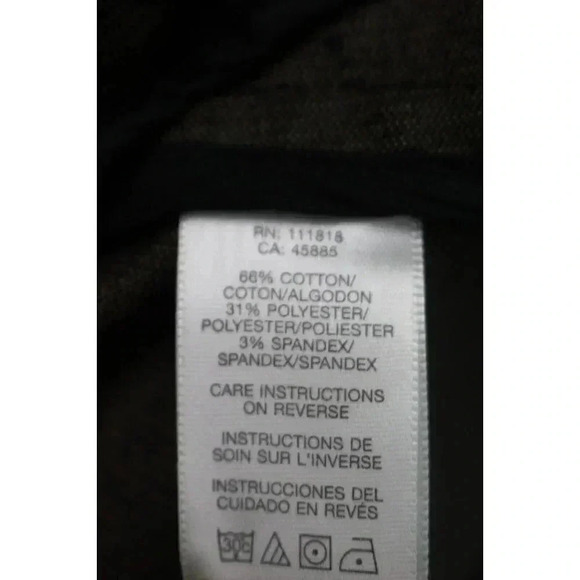 RN: 111818
CA: 45885
66% COTTON/
COTON/ALGODON
31% POLYESTER/
POLYESTER/POLIESTER
3% SPANDEX/
SPANDEX/SPANDEX
CARE INSTRUCTIONS
ON REVERSE
INSTRUCTIONS DE
SOIN SUR L'INVERSE
INSTRUCCIONES DEL
CUIDADO EN REVÉS
30C